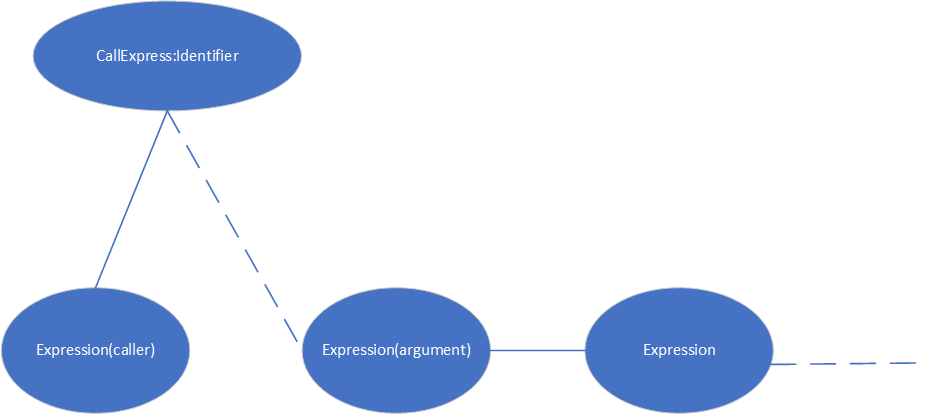 CallExpress:Identifier
Expression(caller)
Expression(argument)
Expression